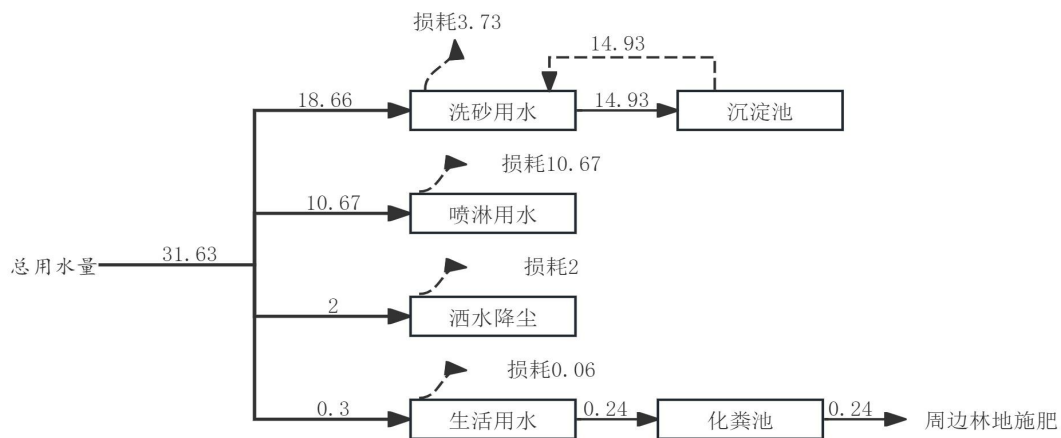 损耗3.73
14.93
18.66
洗砂用水
14.93
沉淀池
损耗10.67
10.67
喷淋用水
总用水量
31.63
损耗2
2
洒水降尘
损耗0.06
0.3
生活用水
0.24
化粪池
0.24
周边林地施肥